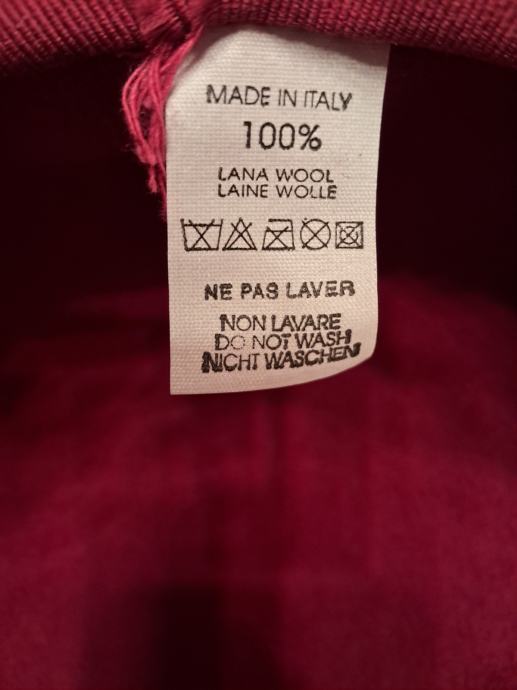 MADE IN ITALY
100%
LANA WOOL
LAINE WOLLE
NE PAS LAVER
NON LAVARE
DO NOT WASH
NICHT WASCHEN